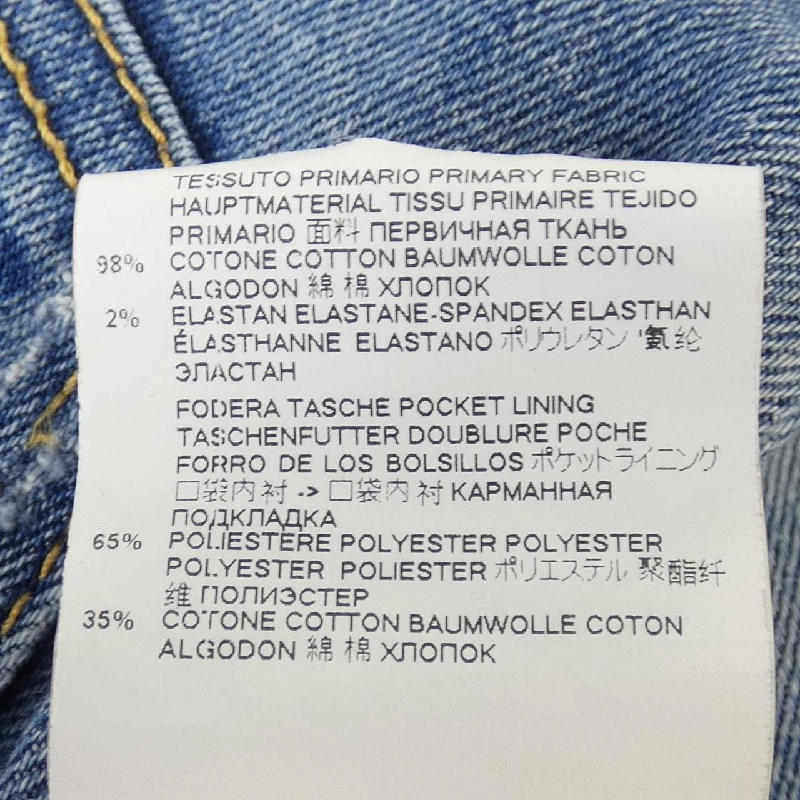 TESSUTO PRIMARIO PRIMARY FABRIC
HAUPTMATERIAL TISSU PRIMAIRE TEJIDO
PRIMARIO 面料 ПЕРВИЧНАЯ ТКАНЬ
98% COTONE COTTON BAUMWOLLE COTON
ALGODON 綿 棉 ХЛОПОК
2% ELASTAN ELASTANE-SPANDEX ELASTHAN
ÉLASTHANNE ELASTANO ポリウレタン '氨纶
ЭЛАСТАН
FODERA TASCHE POCKET LINING
TASCHENFUTTER DOUBLURE POCHE
FORRO DE LOS BOLSILLOS ポケットライニング
口袋内衬 -> 口袋内衬 КАРМАННАЯ
ПОДКЛАДКА
65% POLIESTERE POLYESTER POLYESTER
POLYESTER POLIESTER ポリエステル 聚酯纤
维 ПОЛИЭСТЕР
35% COTONE COTTON BAUMWOLLE COTON
ALGODON 綿 棉 ХЛОПОК